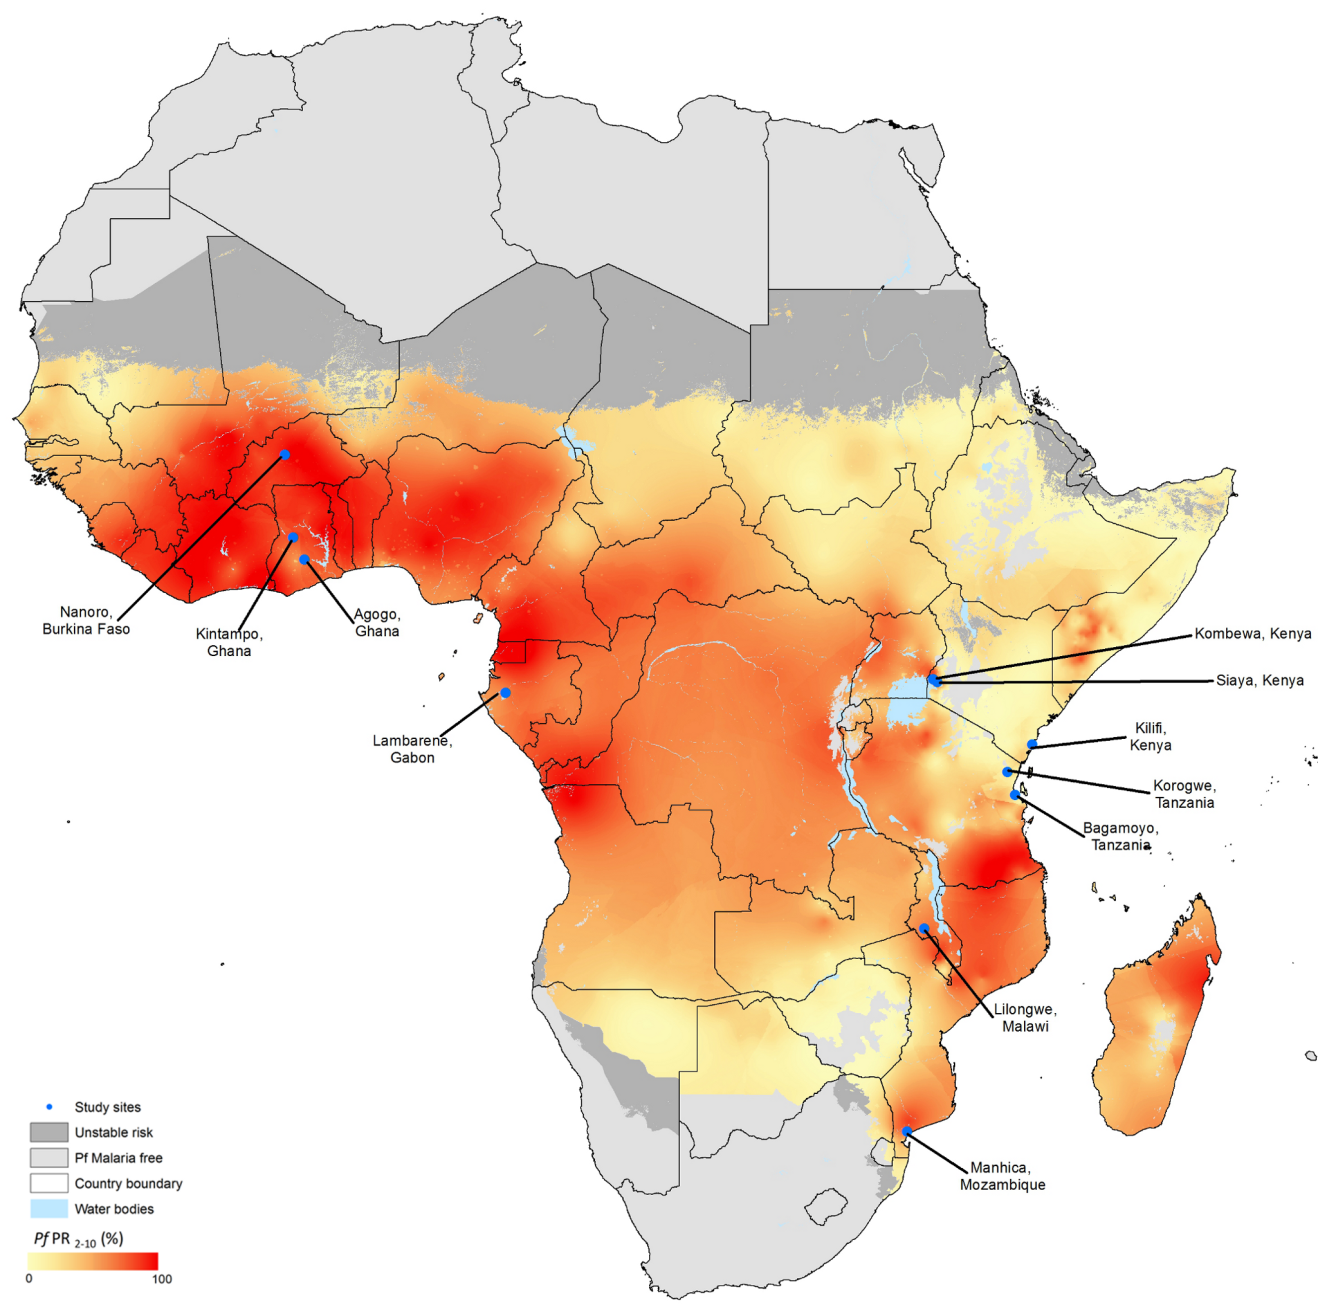 Nanoro,
Burkina Faso
Kintampo,
Ghana
Agogo,
Ghana
Kombewa, Kenya
Siaya, Kenya
Lambarene,
Gabon
Kilifi,
Kenya
Korogwe,
Tanzania
Bagamoyo,
Tanzania
Lilongwe,
Malawi
Manhica,
Mozambique
Study sites
Unstable risk
Pf Malaria free
Country boundary
Water bodies
Pf PR 2-10 (%)
0 100